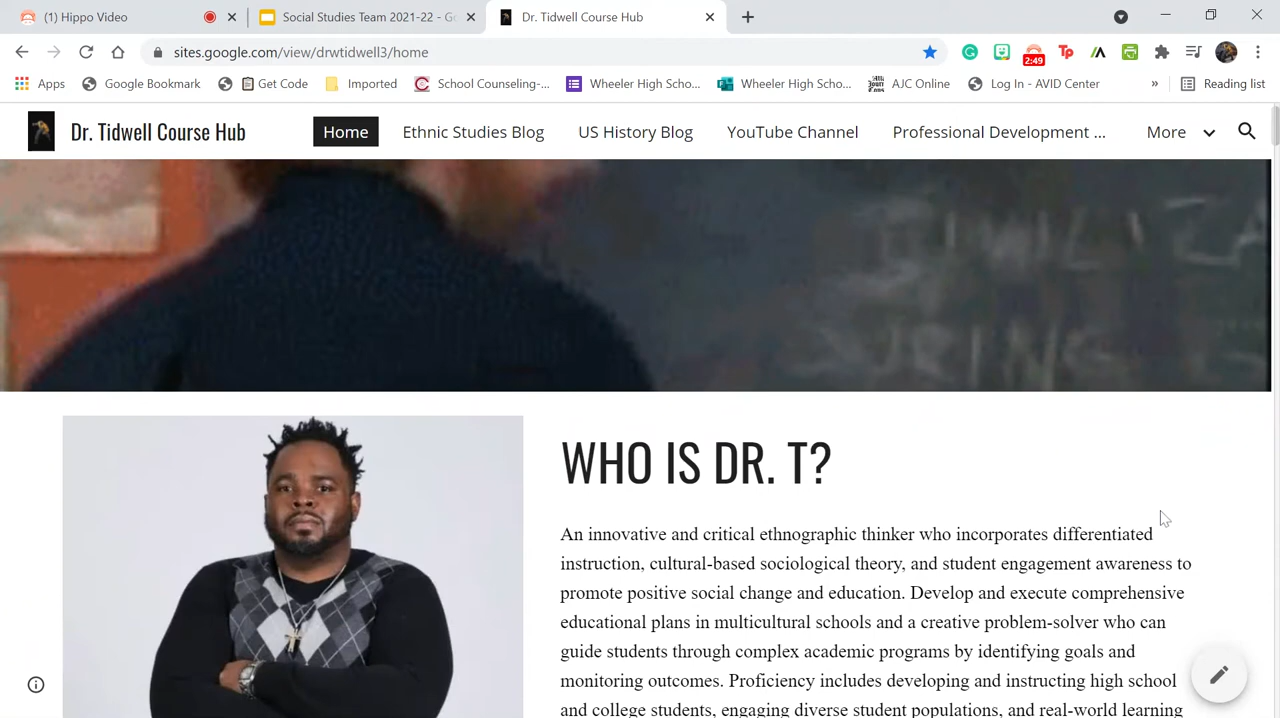 (1) Hippo Video
Social Studies Team 2021-22 - Go
Dr. Tidwell Course Hub
sites.google.com/view/drwtidwell3/home
2:49
Apps
Google Bookmark
Get Code
Imported
School Counseling-...
Wheeler High Scho...
Wheeler High Scho...
AJC Online
Log In - AVID Center
»
Reading list
Dr. Tidwell Course Hub
Home
Ethnic Studies Blog
US History Blog
YouTube Channel
Professional Development ...
More
WHO IS DR. T?
An innovative and critical ethnographic thinker who incorporates differentiated
instruction, cultural-based sociological theory, and student engagement awareness to
promote positive social change and education. Develop and execute comprehensive
educational plans in multicultural schools and a creative problem-solver who can
guide students through complex academic programs by identifying goals and
monitoring outcomes. Proficiency includes developing and instructing high school
and college students, engaging diverse student populations, and real-world learning